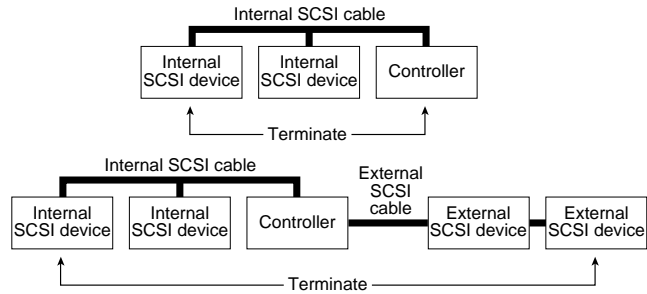 Internal SCSI cable
Internal
SCSI device
Internal
SCSI device
Controller
Terminate
Internal SCSI cable
External
SCSI
cable
Internal
SCSI device
Internal
SCSI device
Controller
External
SCSI device
External
SCSI device
Terminate